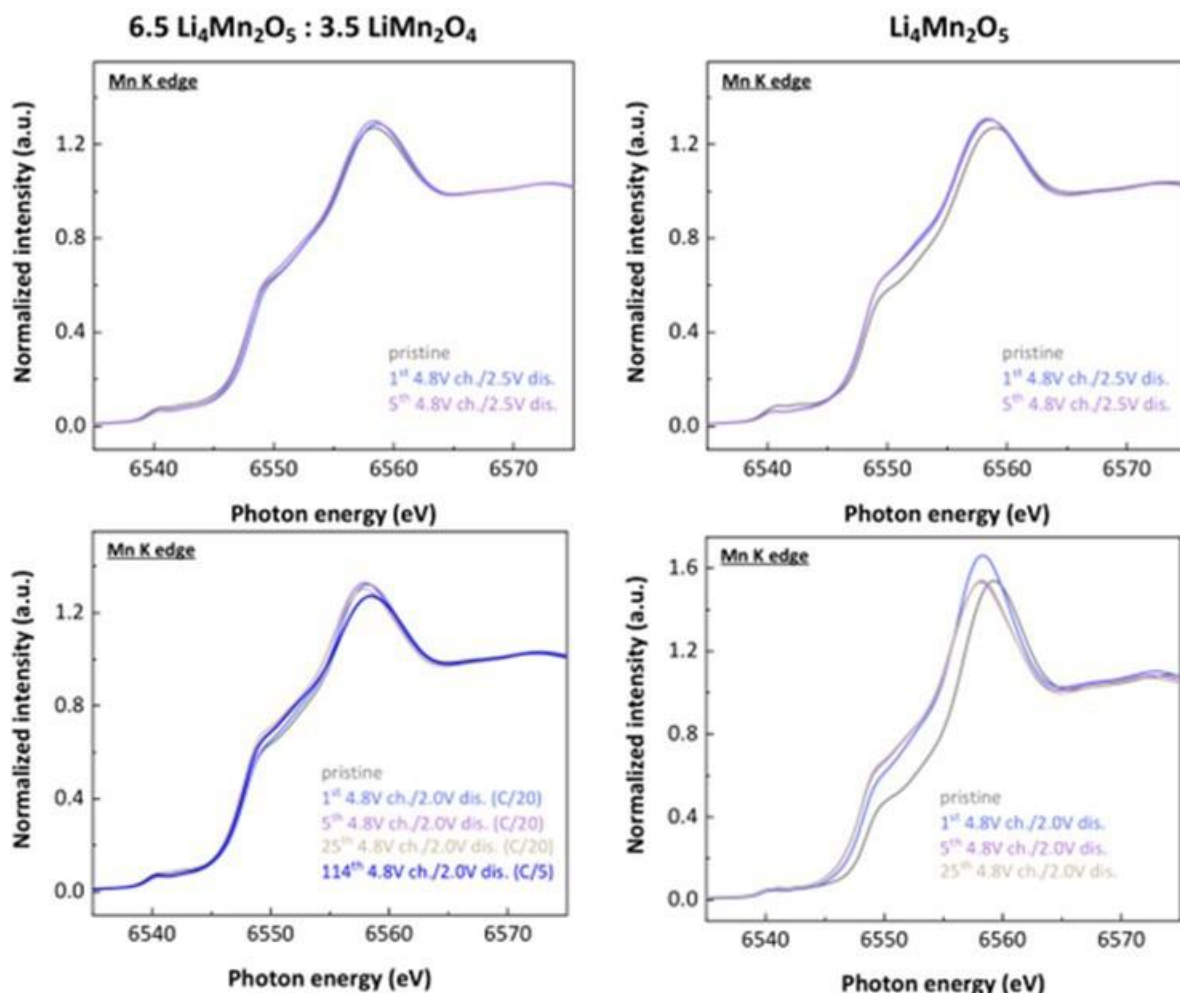 6.5 Li₄Mn₂O₅ : 3.5 LiMn₂O₄
Mn K edge
Normalized intensity (a.u.)
1.2
0.8
0.4
0.0
pristine
1ˢᵗ 4.8V ch./2.5V dis.
5ᵗʰ 4.8V ch./2.5V dis.
6540 6550 6560 6570
Photon energy (eV)
Li₄Mn₂O₅
Mn K edge
Normalized intensity (a.u.)
1.2
0.8
0.4
0.0
pristine
1ˢᵗ 4.8V ch./2.5V dis.
5ᵗʰ 4.8V ch./2.5V dis.
6540 6550 6560 6570
Photon energy (eV)
Mn K edge
Normalized intensity (a.u.)
1.2
0.8
0.4
0.0
pristine
1ˢᵗ 4.8V ch./2.0V dis. (C/20)
5ᵗʰ 4.8V ch./2.0V dis. (C/20)
25ᵗʰ 4.8V ch./2.0V dis. (C/20)
114ᵗʰ 4.8V ch./2.0V dis. (C/5)
6540 6550 6560 6570
Photon energy (eV)
Mn K edge
Normalized intensity (a.u.)
1.6
1.2
0.8
0.4
0.0
pristine
1ˢᵗ 4.8V ch./2.0V dis.
5ᵗʰ 4.8V ch./2.0V dis.
25ᵗʰ 4.8V ch./2.0V dis.
6540 6550 6560 6570
Photon energy (eV)